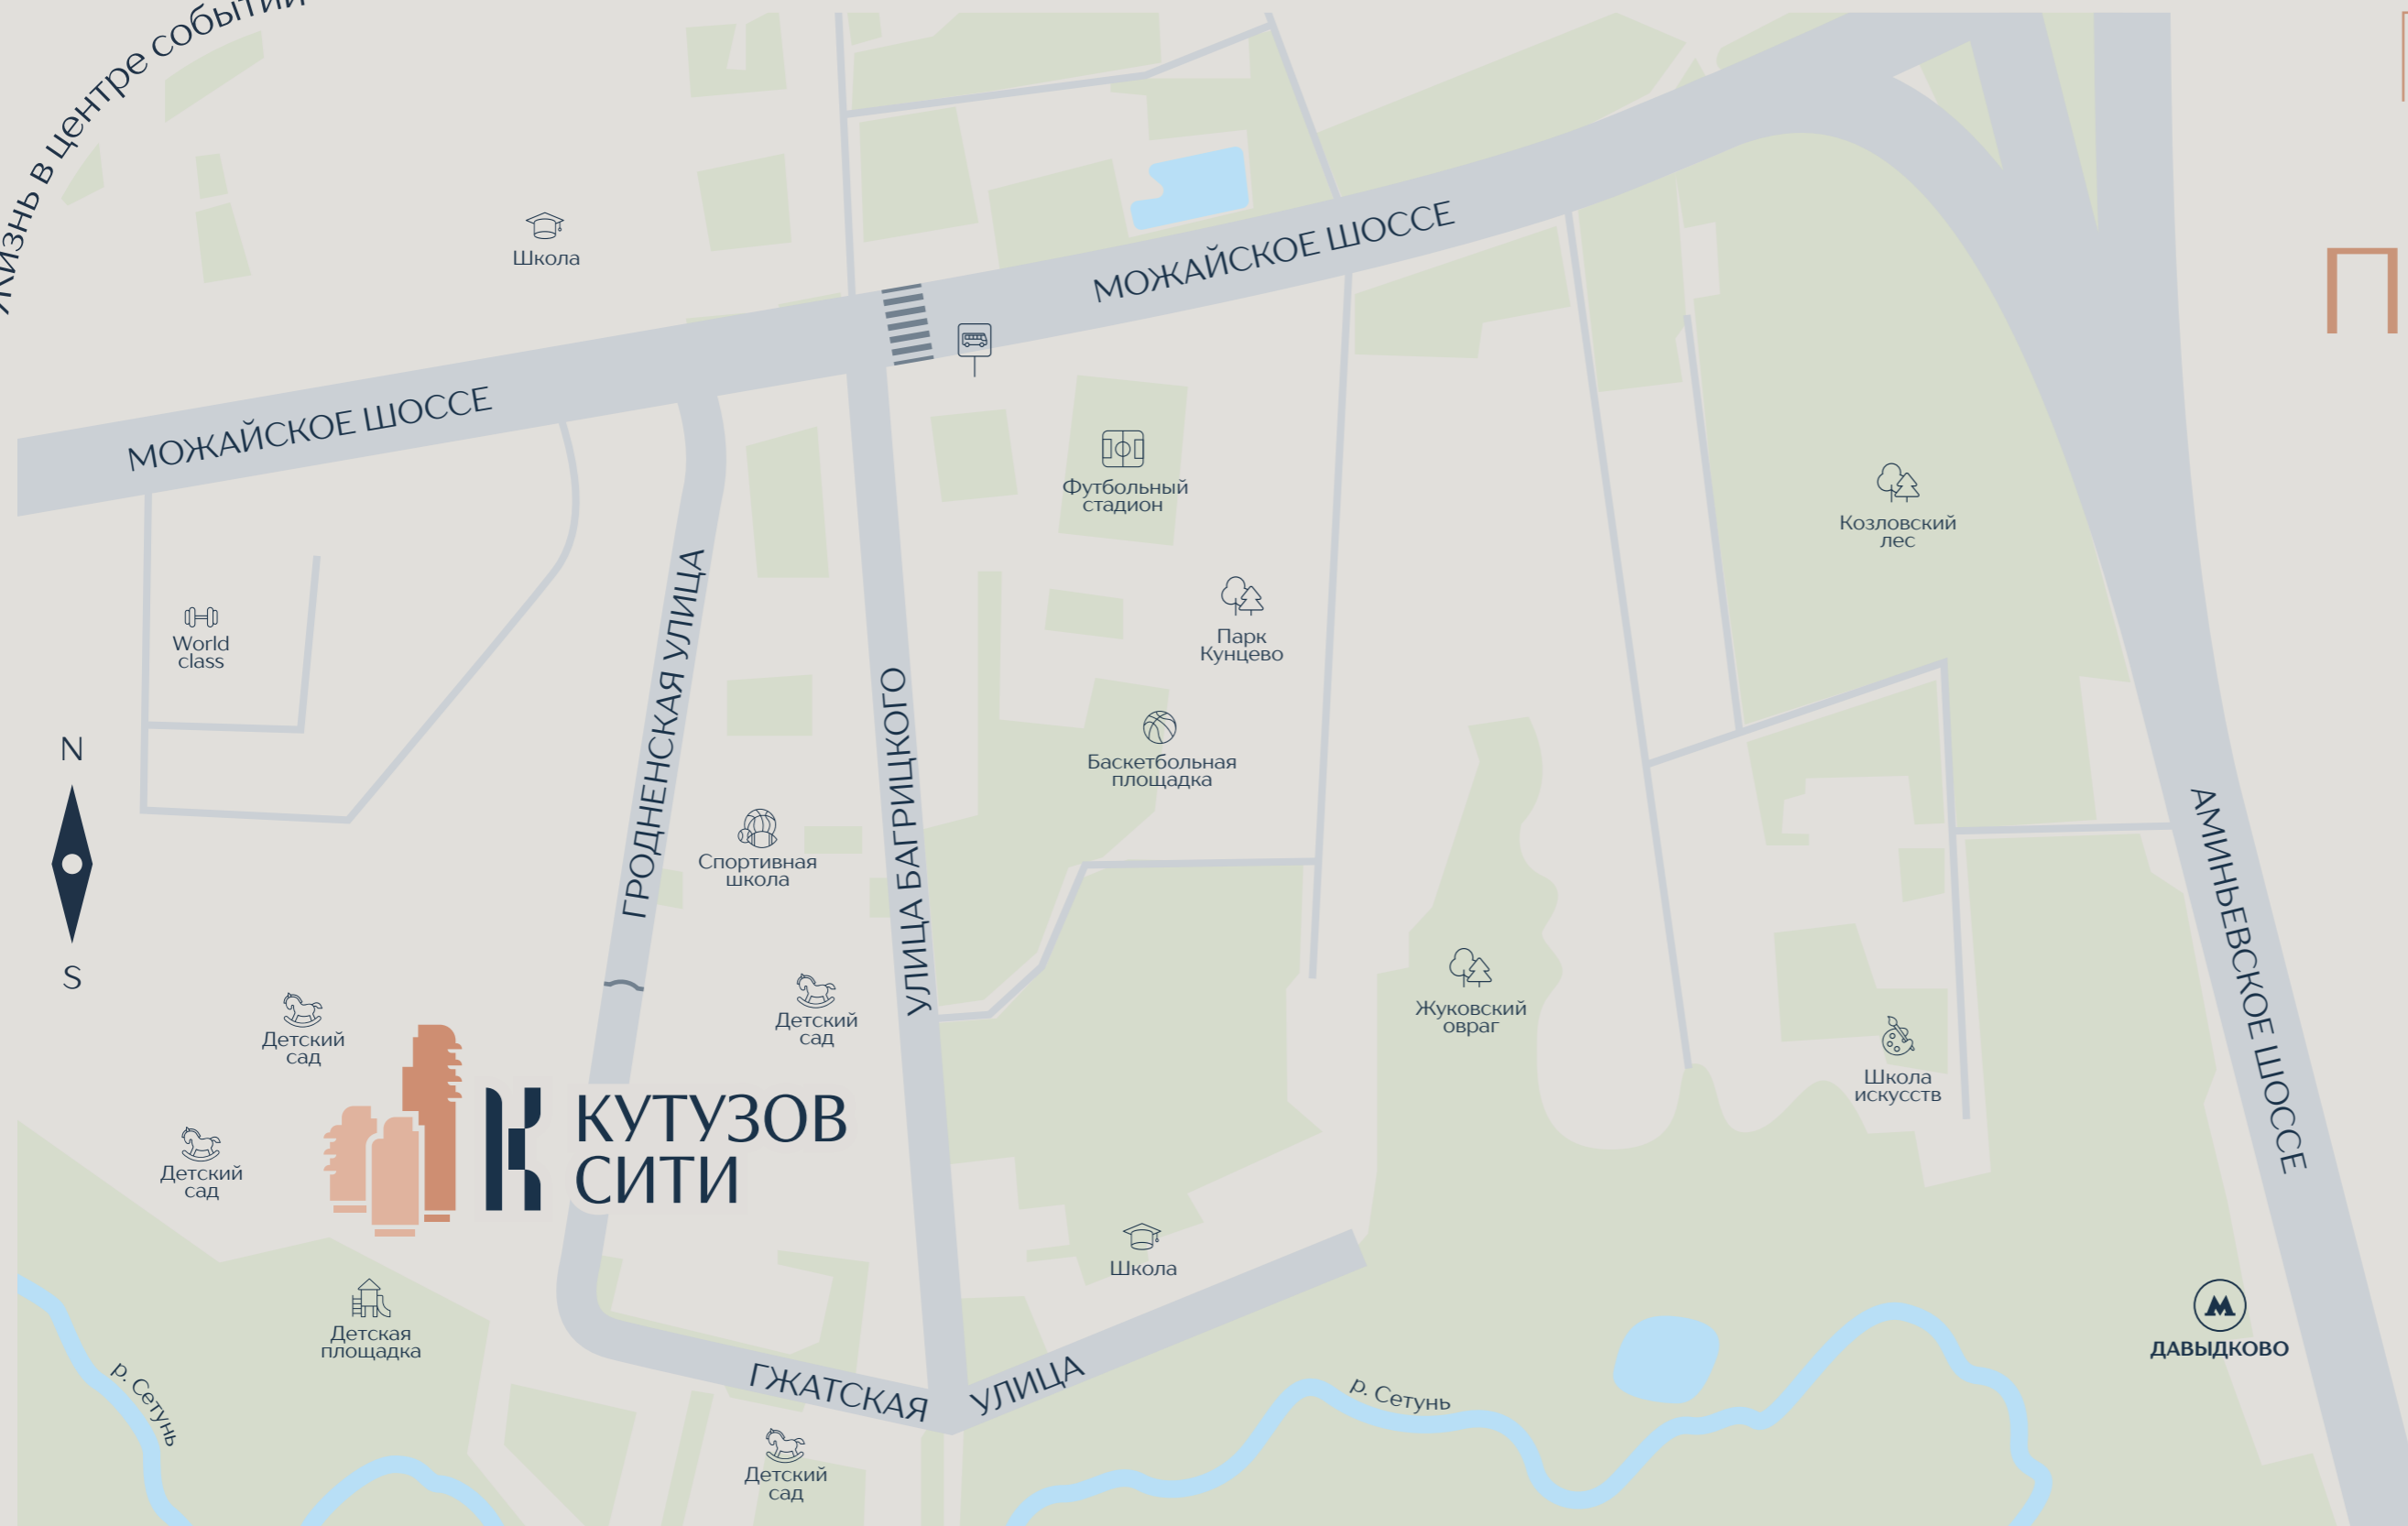 Жизнь в центре событий
Школа
МОЖАЙСКОЕ ШОССЕ
П
МОЖАЙСКОЕ ШОССЕ
Футбольный
стадион
Козловский
лес
World
class
Парк
Кунцево
ГРОДНЕНСКАЯ УЛИЦА
УЛИЦА БАГРИЦКОГО
Баскетбольная
площадка
N
S
Спортивная
школа
АМИНЬЕВСКОЕ ШОССЕ
Детский
сад
Детский
сад
Жуковский
овраг
Школа
искусств
Детский
сад
К
КУТУЗОВ
СИТИ
Школа
Детская
площадка
М
ДАВЫДКОВО
р. Сетунь
ГЖАТСКАЯ УЛИЦА
р. Сетунь
Детский
сад